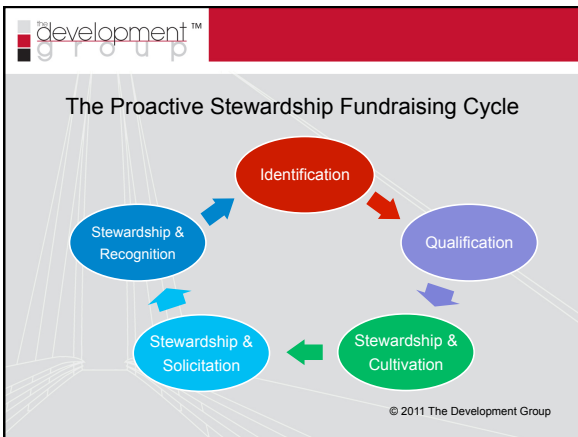 the
development™
group
The Proactive Stewardship Fundraising Cycle
Identification
Qualification
Stewardship &
Cultivation
Stewardship &
Solicitation
Stewardship &
Recognition
© 2011 The Development Group